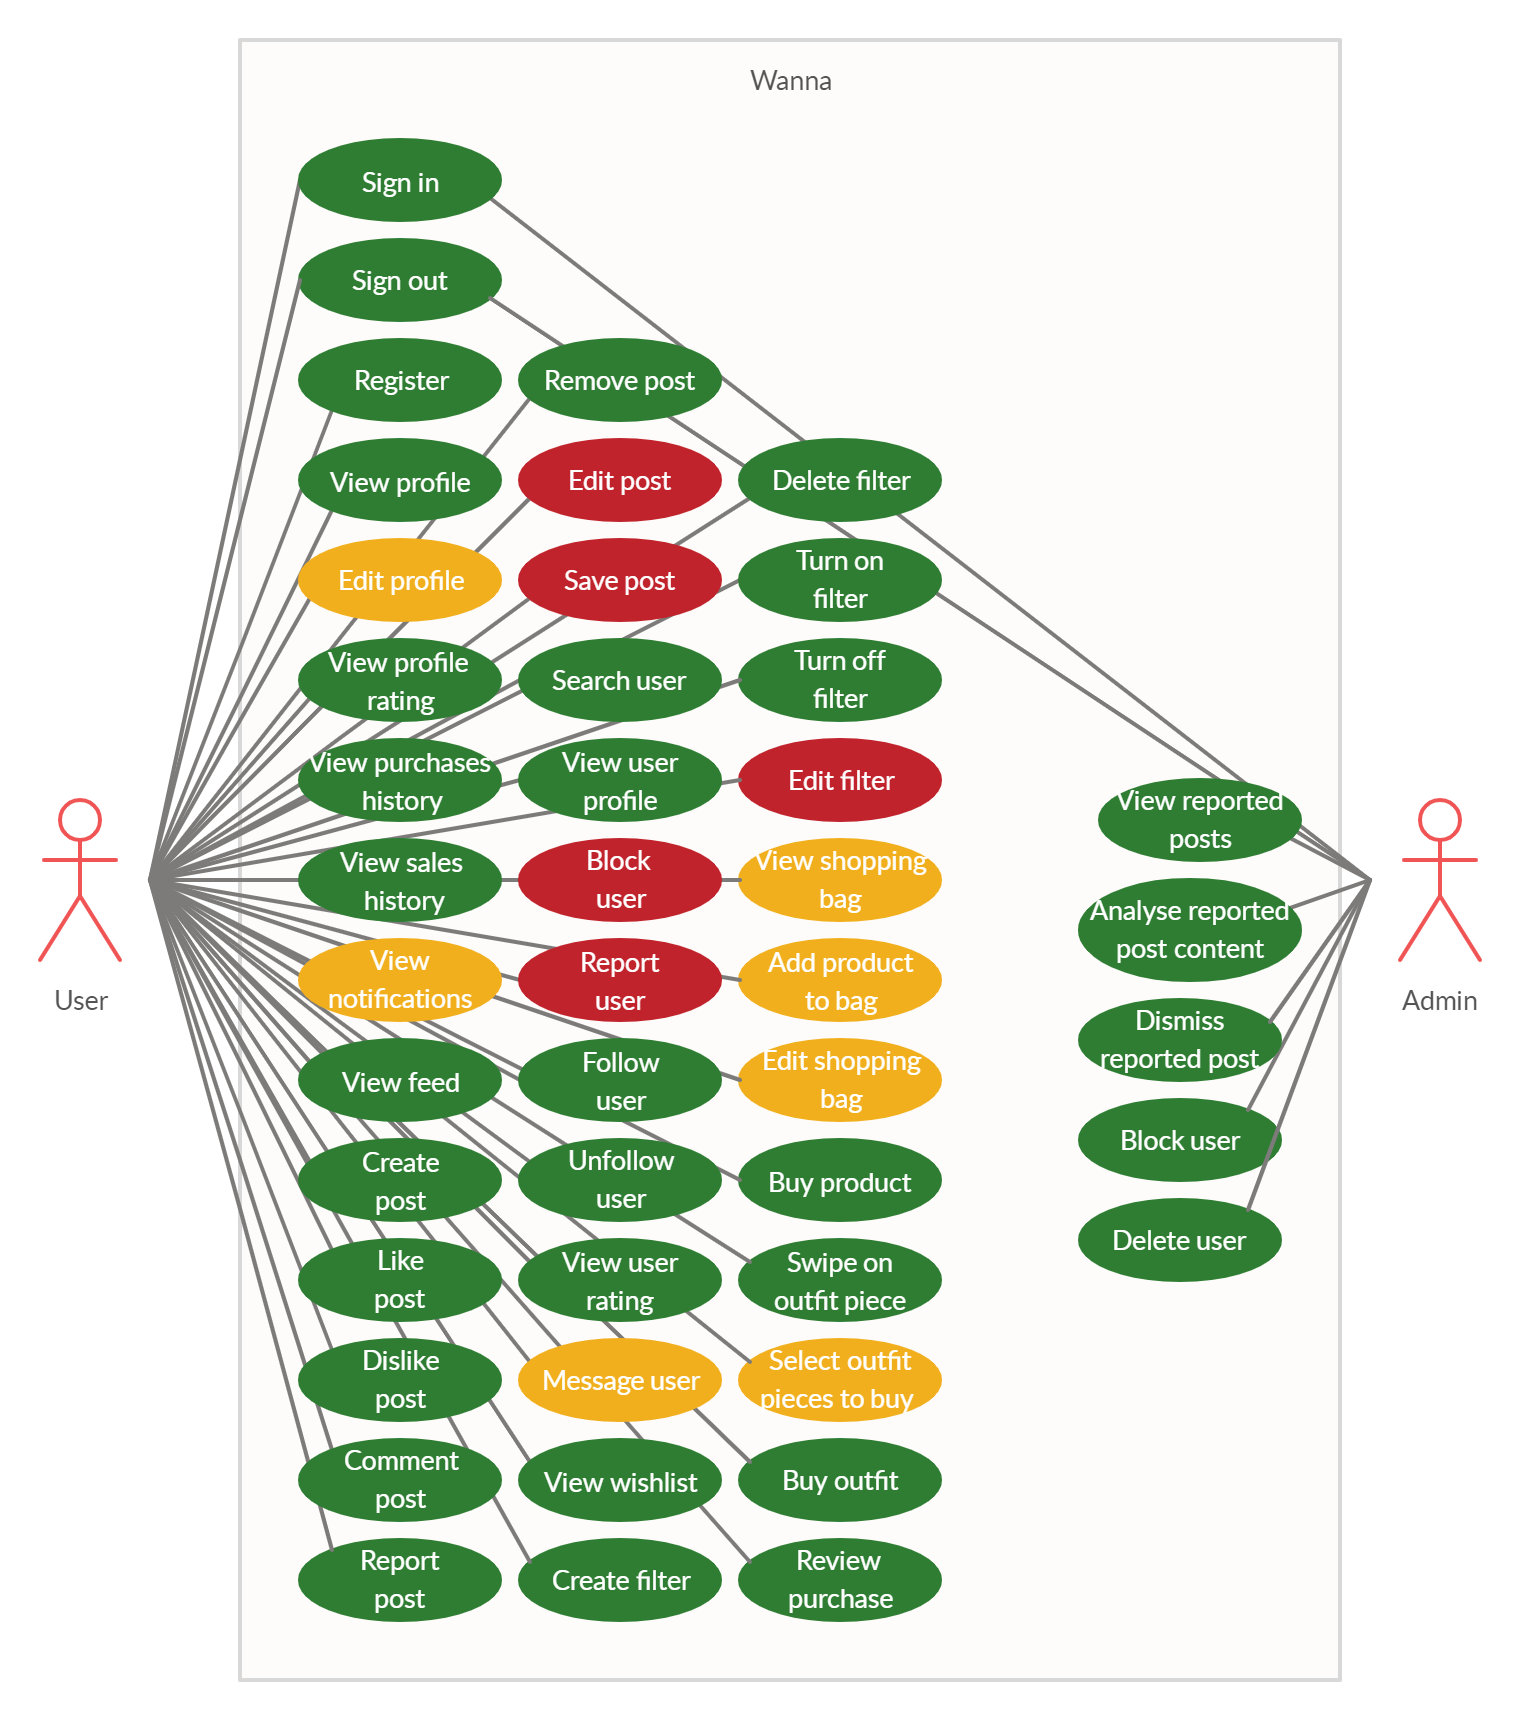 Wanna
Sign in
Sign out
Register
Remove post
View profile
Edit post
Delete filter
Edit profile
Save post
Turn on
filter
View profile
rating
Search user
Turn off
filter
View purchases
history
View user
profile
Edit filter
View reported
posts
View sales
history
Block
user
View shopping
bag
Analyse reported
post content
View
notifications
Report
user
Add product
to bag
User
Admin
Dismiss
reported post
View feed
Follow
user
Edit shopping
bag
Block user
Create
post
Unfollow
user
Buy product
Delete user
Like
post
View user
rating
Swipe on
outfit piece
Dislike
post
Message user
Select outfit
pieces to buy
Comment
post
View wishlist
Buy outfit
Report
post
Create filter
Review
purchase